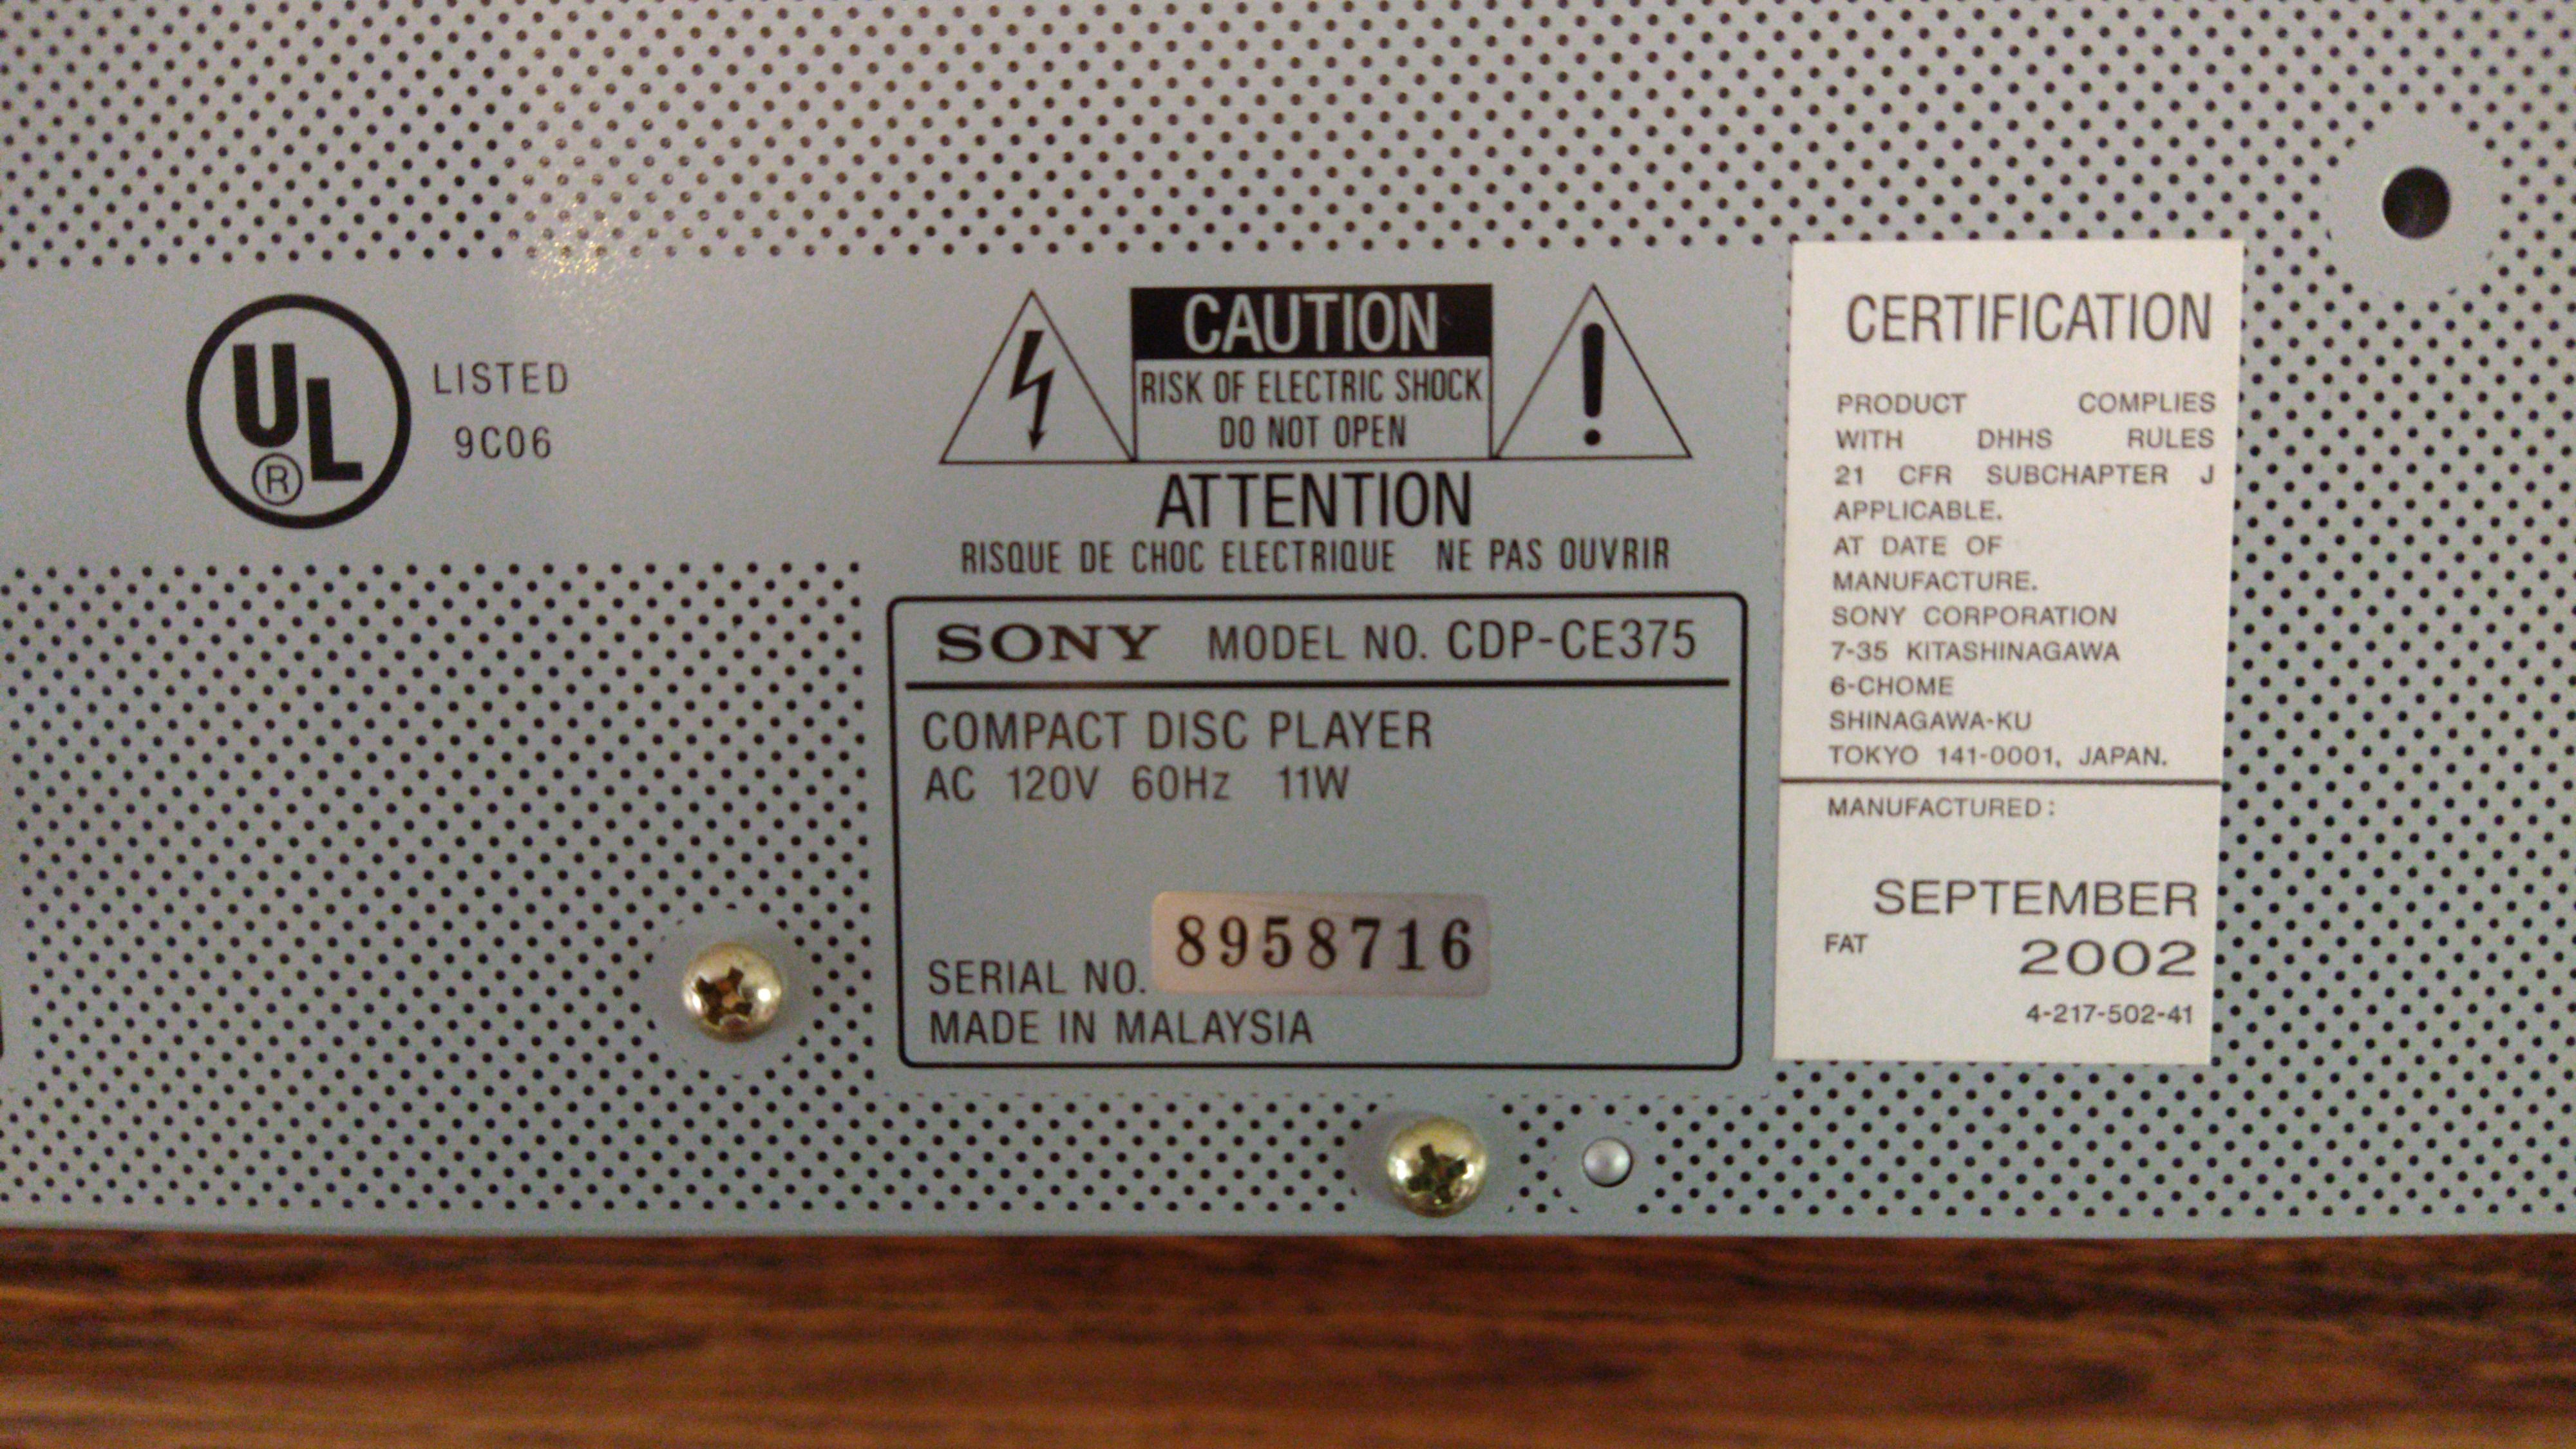 UL
®
LISTED
9C06
CAUTION
RISK OF ELECTRIC SHOCK
DO NOT OPEN
ATTENTION
RISQUE DE CHOC ELECTRIQUE NE PAS OUVRIR
SONY MODEL NO. CDP-CE375
COMPACT DISC PLAYER
AC 120V 60Hz 11W
SERIAL NO. 8958716
MADE IN MALAYSIA
CERTIFICATION
PRODUCT COMPLIES
WITH DHHS RULES
21 CFR SUBCHAPTER J
APPLICABLE.
AT DATE OF
MANUFACTURE.
SONY CORPORATION
7-35 KITASHINAGAWA
6-CHOME
SHINAGAWA-KU
TOKYO 141-0001, JAPAN.
MANUFACTURED:
SEPTEMBER
FAT 2002
4-217-502-41